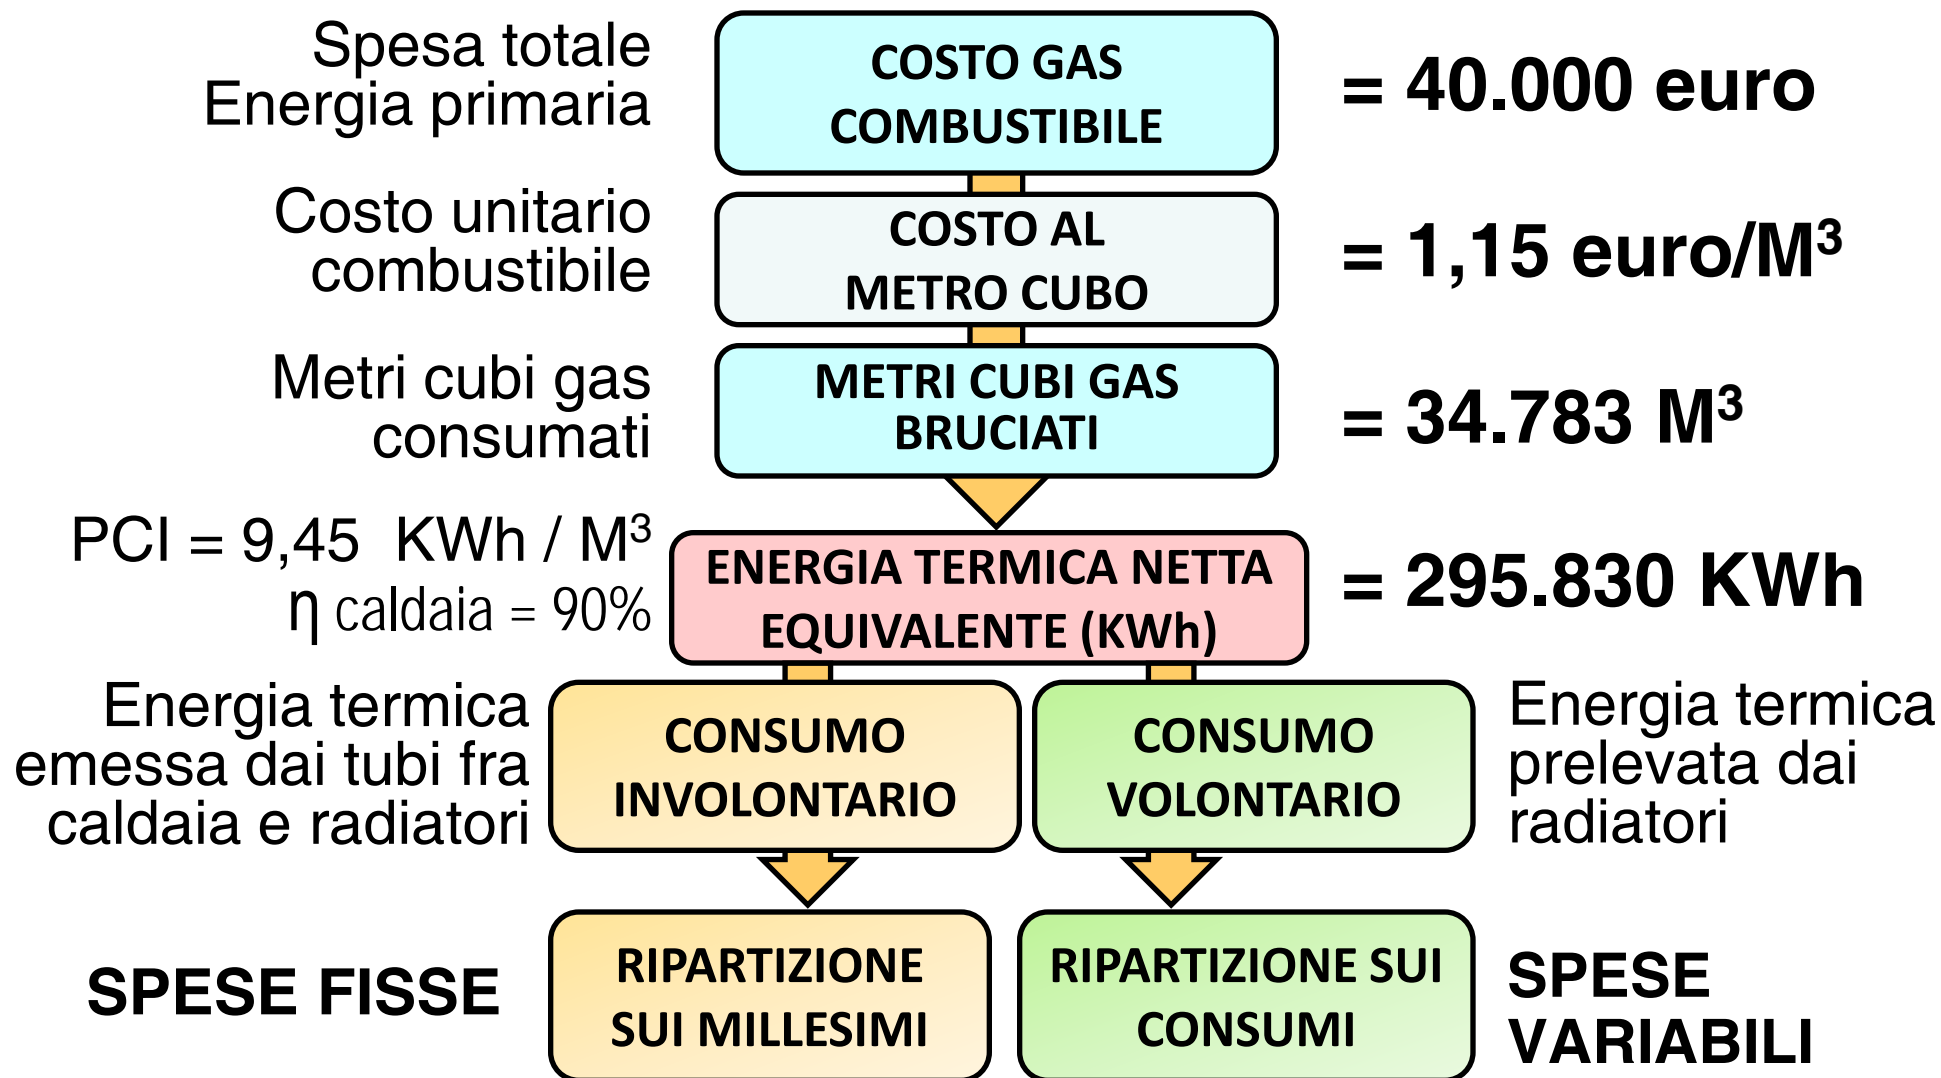 Spesa totale
Energia primaria
COSTO GAS
COMBUSTIBILE
= 40.000 euro
Costo unitario
combustibile
COSTO AL
METRO CUBO
= 1,15 euro/M³
Metri cubi gas
consumati
METRI CUBI GAS
BRUCIATI
= 34.783 M³
PCI = 9,45 KWh / M³
η caldaia = 90%
ENERGIA TERMICA NETTA
EQUIVALENTE (KWh)
= 295.830 KWh
Energia termica
emessa dai tubi fra
caldaia e radiatori
CONSUMO
INVOLONTARIO
CONSUMO
VOLONTARIO
Energia termica
prelevata dai
radiatori
SPESE FISSE
RIPARTIZIONE
SUI MILLESIMI
RIPARTIZIONE SUI
CONSUMI
SPESE
VARIABILI